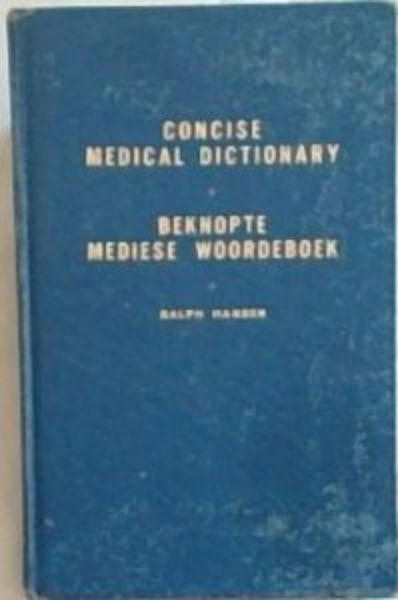 CONCISE
MEDICAL DICTIONARY
BEKNOPTE
MEDIESE WOORDEBOEK
RALPH HANSEN